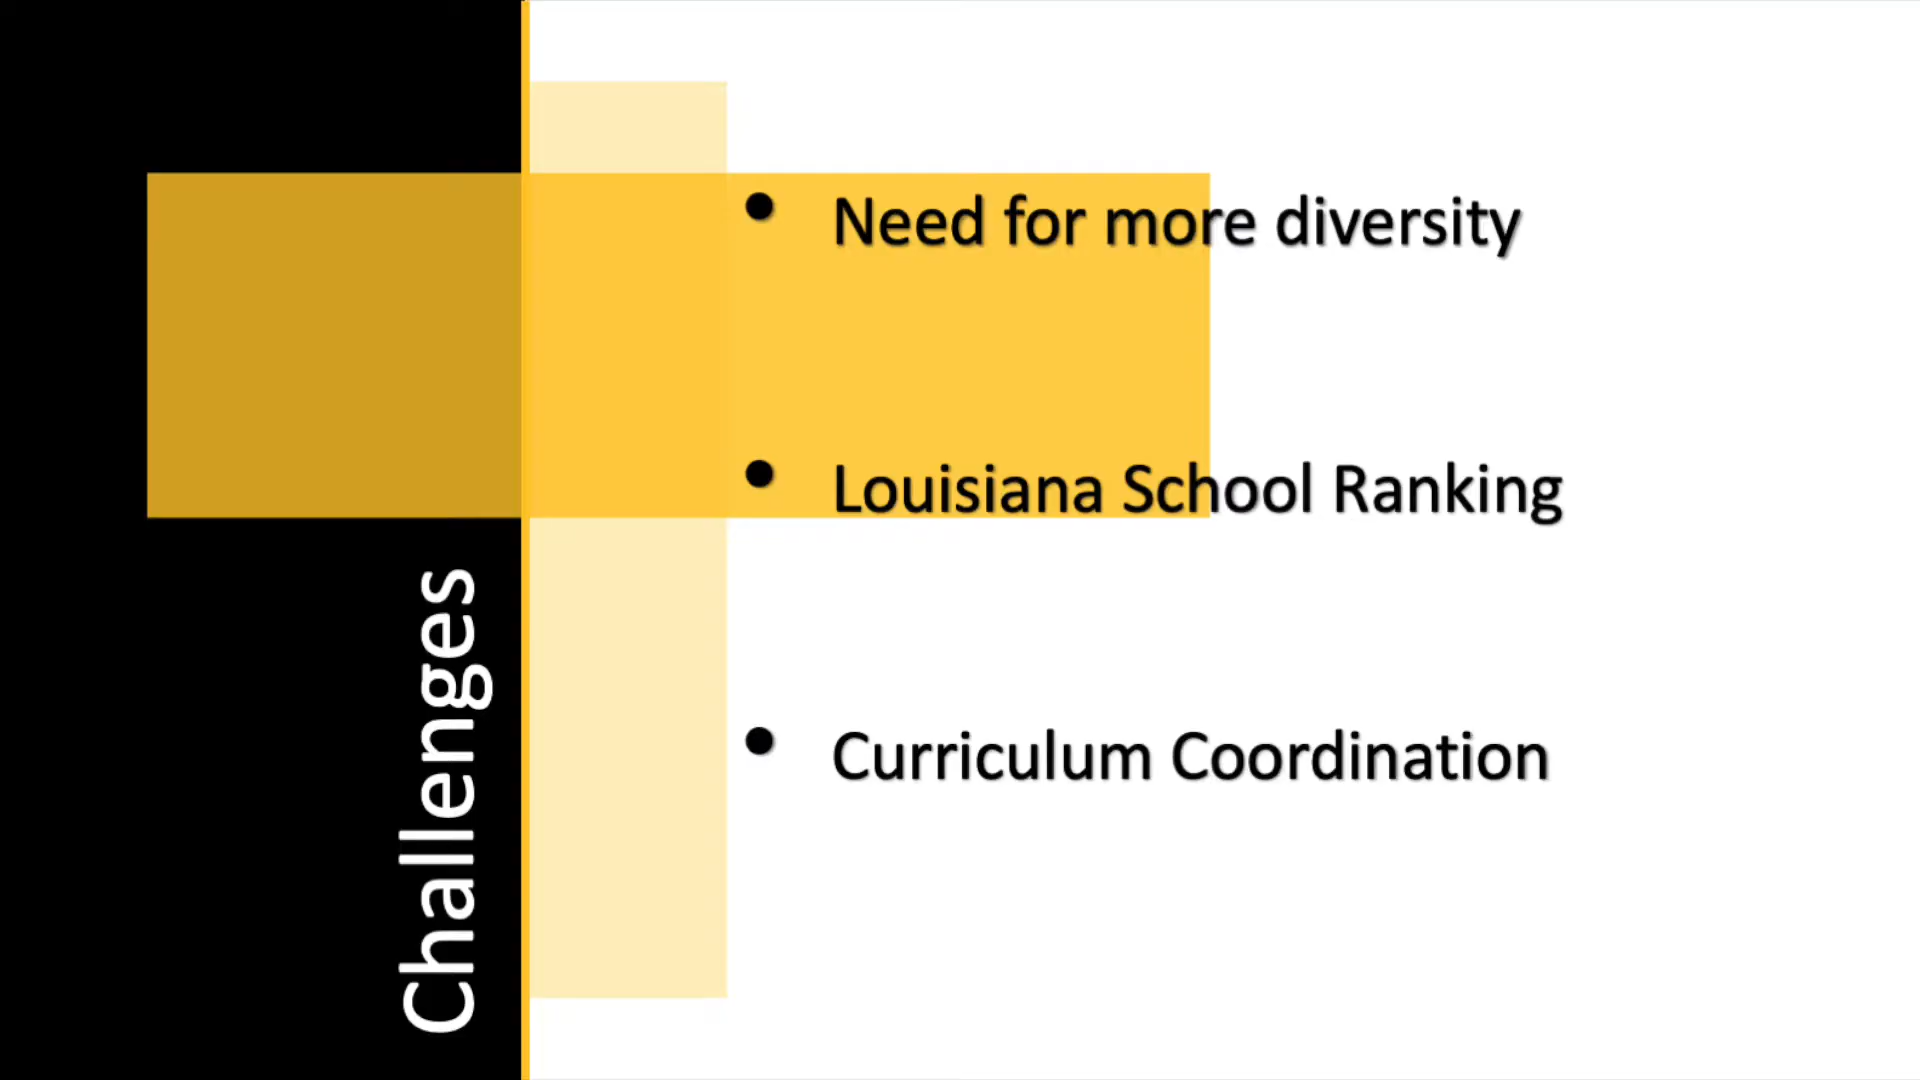 Challenges
• Need for more diversity
• Louisiana School Ranking
• Curriculum Coordination